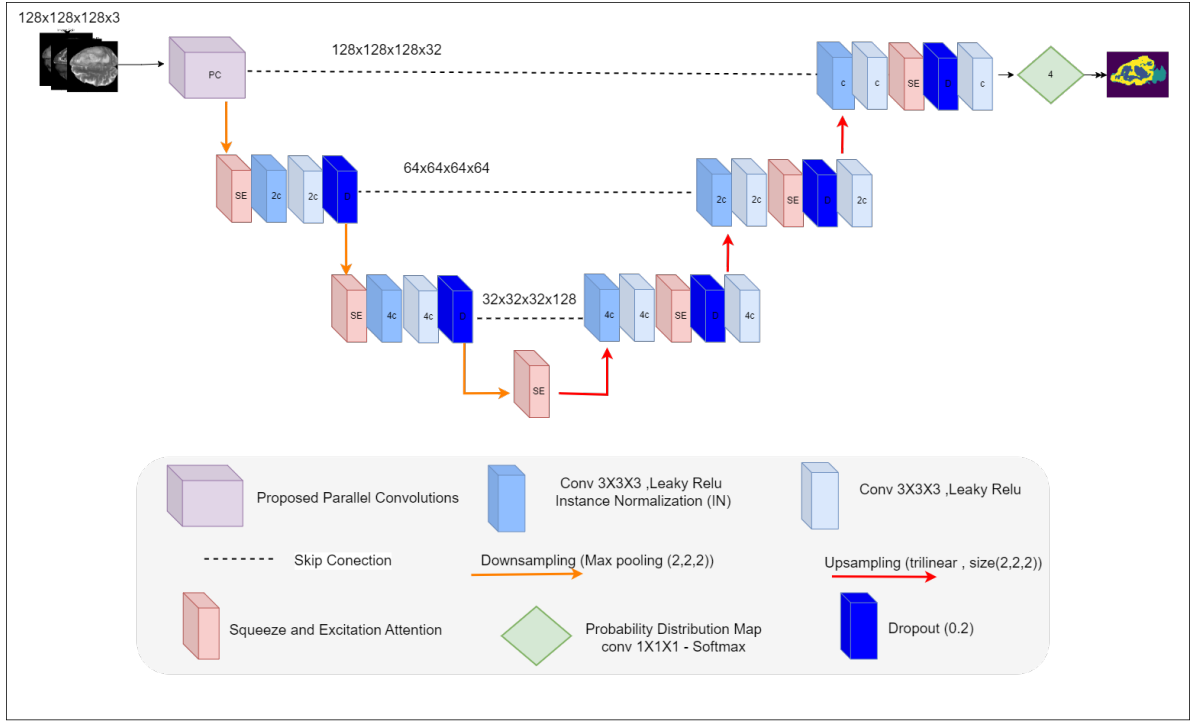 128x128x128x3
PC
128x128x128x32
c
c
SE
D
c
4
SE
2c
2c
D
64x64x64x64
2c
2c
SE
D
2c
SE
4c
4c
D
32x32x32x128
4c
4c
SE
D
4c
SE
Proposed Parallel Convolutions
Conv 3X3X3 ,Leaky Relu
Instance Normalization (IN)
Conv 3X3X3 ,Leaky Relu
Skip Conection
Downsampling (Max pooling (2,2,2))
Upsampling (trilinear , size(2,2,2))
Squeeze and Excitation Attention
Probability Distribution Map
conv 1X1X1 - Softmax
Dropout (0.2)